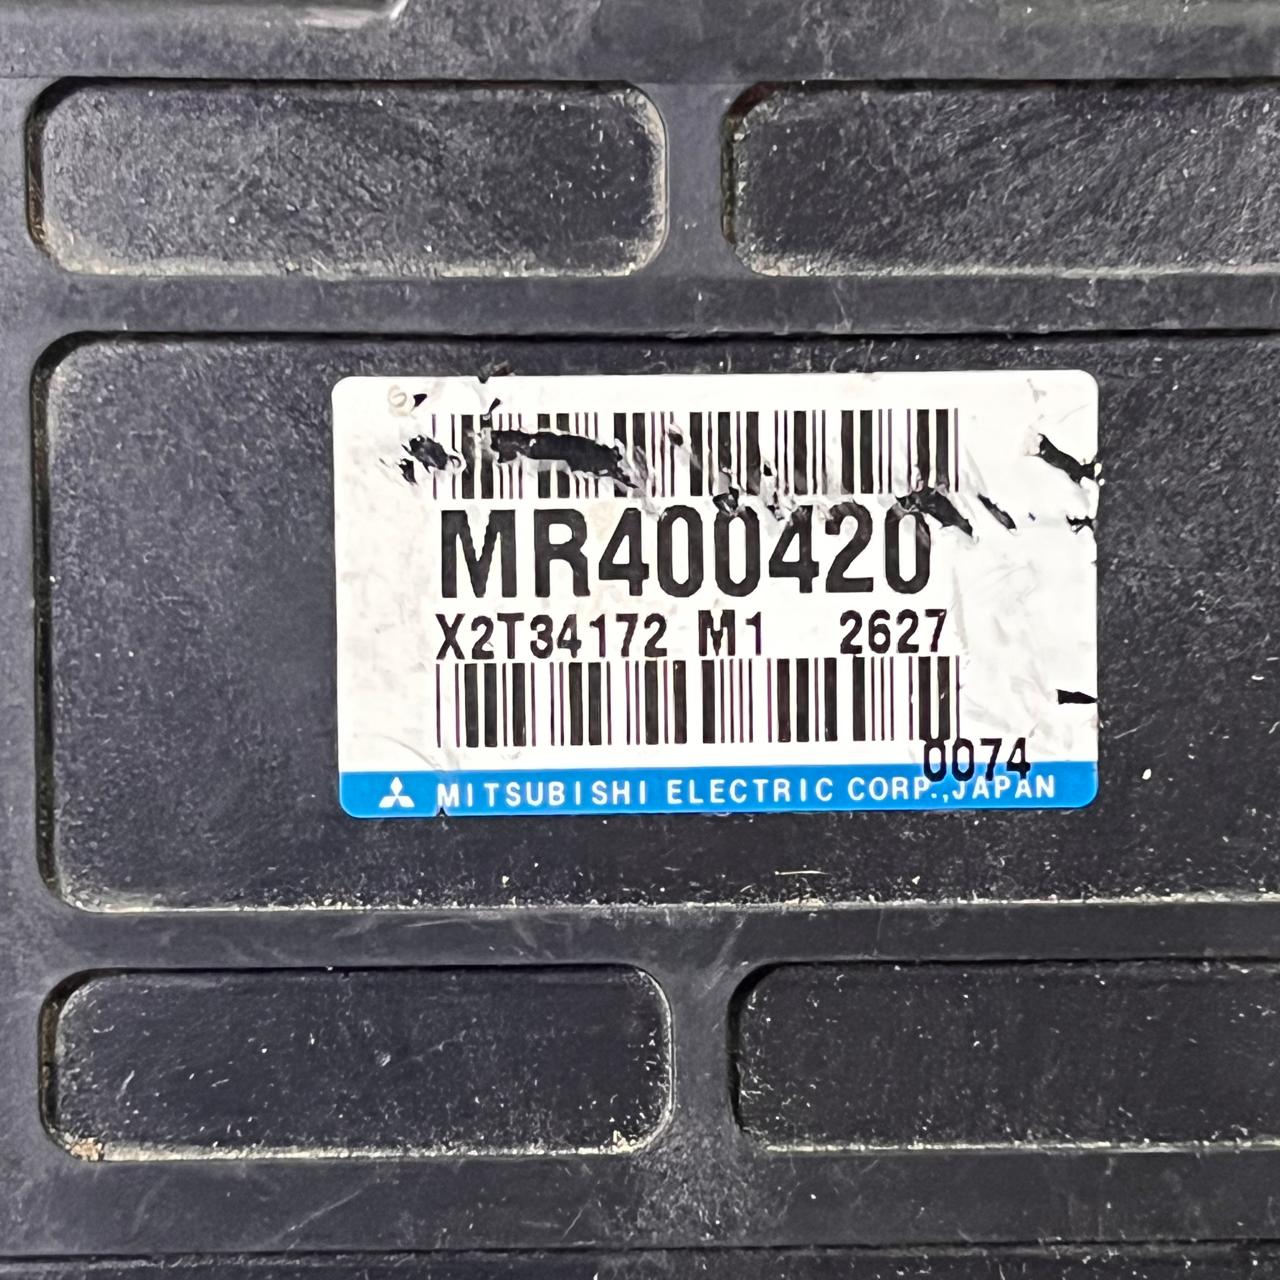 MR400420
X2T34172 M1 2627
0074
MITSUBISHI ELECTRIC CORP.,JAPAN